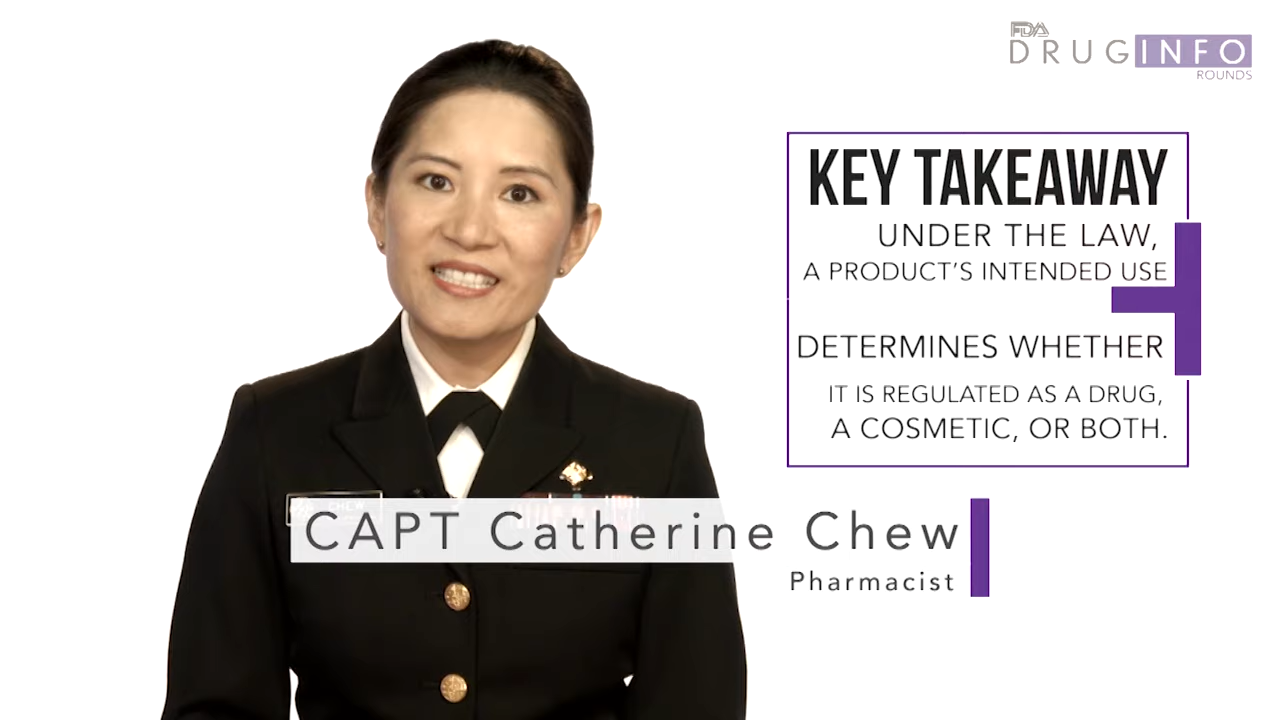 FDA
DRUGINFO
ROUNDS
KEY TAKEAWAY
UNDER THE LAW,
A PRODUCT'S INTENDED USE
DETERMINES WHETHER
IT IS REGULATED AS A DRUG,
A COSMETIC, OR BOTH.
CHEW
CAPT Catherine Chew
Pharmacist